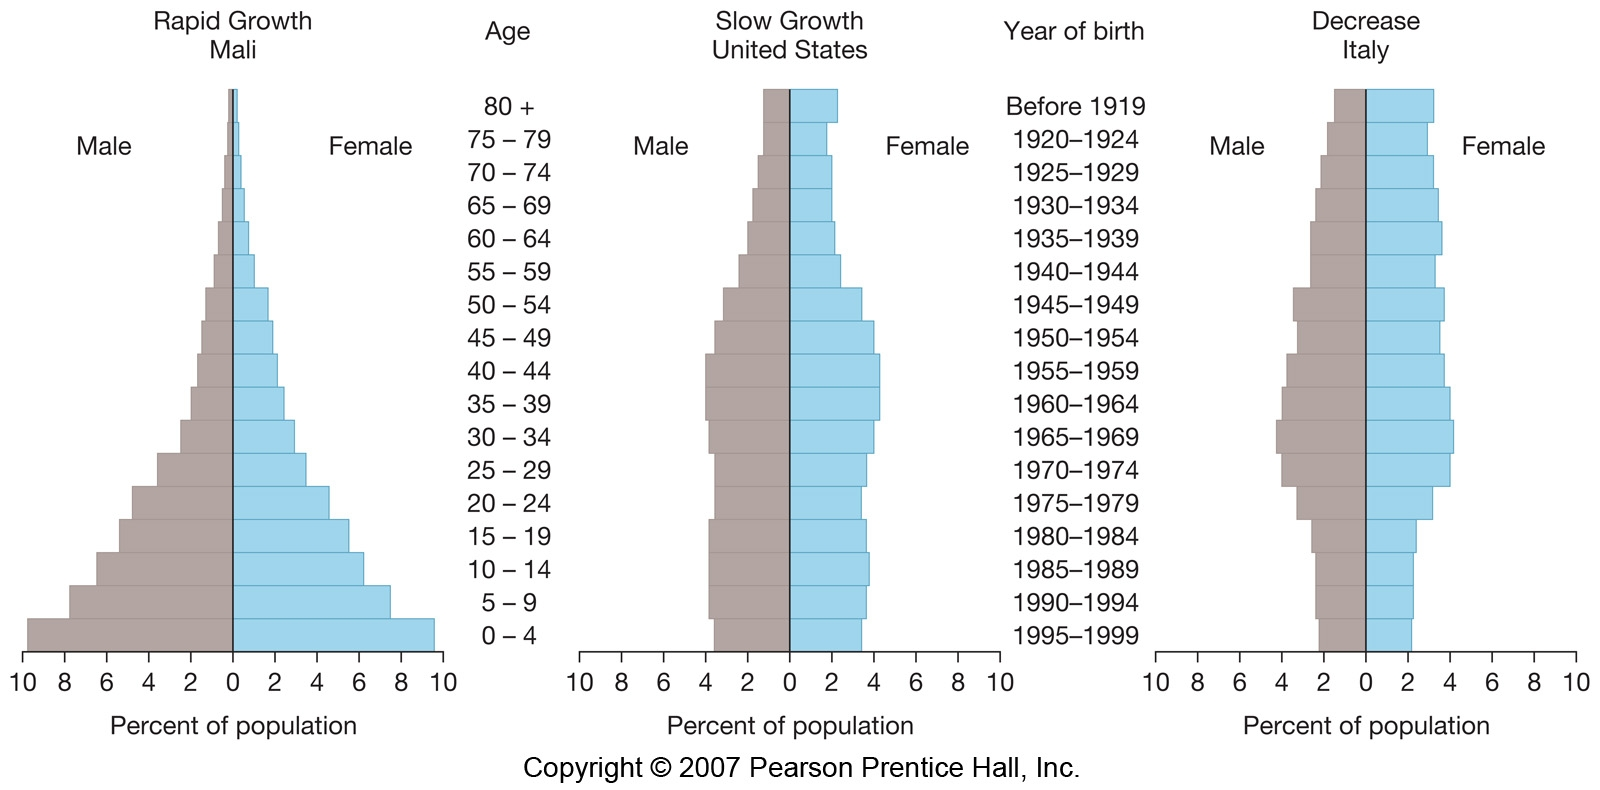 Rapid Growth
Mali
Age
Slow Growth
United States
Year of birth
Decrease
Italy
Male
Female
80 +
75 – 79
70 – 74
65 – 69
60 – 64
55 – 59
50 – 54
45 – 49
40 – 44
35 – 39
30 – 34
25 – 29
20 – 24
15 – 19
10 – 14
5 – 9
0 – 4
Male
Female
Before 1919
1920–1924
1925–1929
1930–1934
1935–1939
1940–1944
1945–1949
1950–1954
1955–1959
1960–1964
1965–1969
1970–1974
1975–1979
1980–1984
1985–1989
1990–1994
1995–1999
Male
Female
10 8 6 4 2 0 2 4 6 8 10
10 8 6 4 2 0 2 4 6 8 10
10 8 6 4 2 0 2 4 6 8 10
Percent of population
Percent of population
Percent of population
Copyright © 2007 Pearson Prentice Hall, Inc.